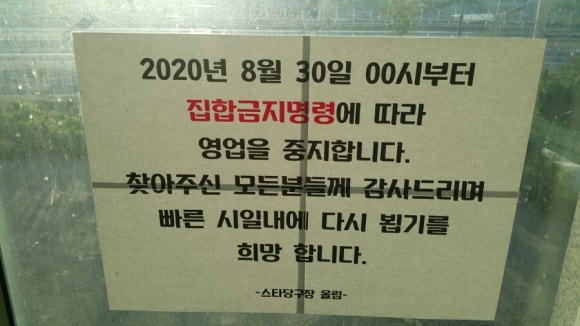 2020년 8월 30일 00시부터
집합금지명령에 따라
영업을 중지합니다.
찾아주신 모든분들께 감사드리며
빠른 시일내에 다시 뵙기를
희망 합니다.
-스타당구장 올림-